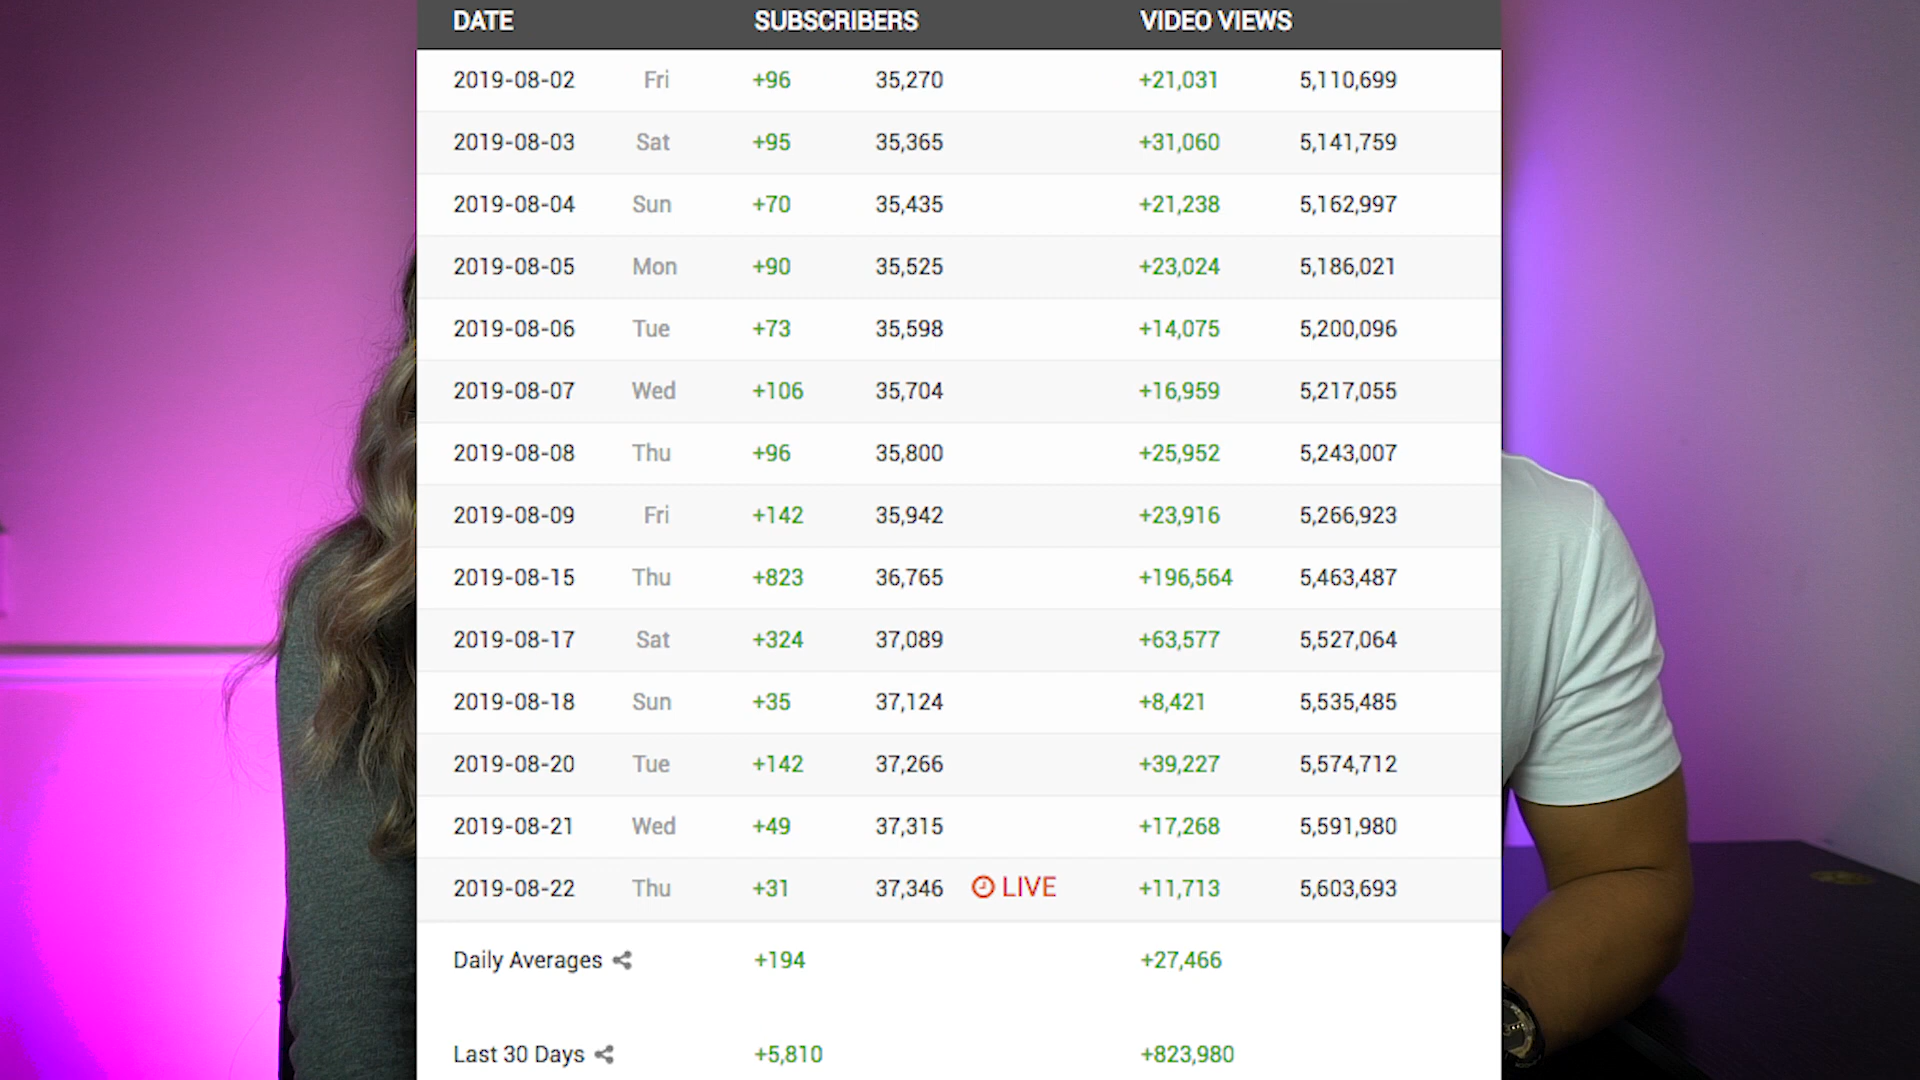 DATE SUBSCRIBERS VIDEO VIEWS
2019-08-02 Fri +96 35,270 +21,031 5,110,699
2019-08-03 Sat +95 35,365 +31,060 5,141,759
2019-08-04 Sun +70 35,435 +21,238 5,162,997
2019-08-05 Mon +90 35,525 +23,024 5,186,021
2019-08-06 Tue +73 35,598 +14,075 5,200,096
2019-08-07 Wed +106 35,704 +16,959 5,217,055
2019-08-08 Thu +96 35,800 +25,952 5,243,007
2019-08-09 Fri +142 35,942 +23,916 5,266,923
2019-08-15 Thu +823 36,765 +196,564 5,463,487
2019-08-17 Sat +324 37,089 +63,577 5,527,064
2019-08-18 Sun +35 37,124 +8,421 5,535,485
2019-08-20 Tue +142 37,266 +39,227 5,574,712
2019-08-21 Wed +49 37,315 +17,268 5,591,980
2019-08-22 Thu +31 37,346 LIVE +11,713 5,603,693
Daily Averages +194 +27,466
Last 30 Days +5,810 +823,980